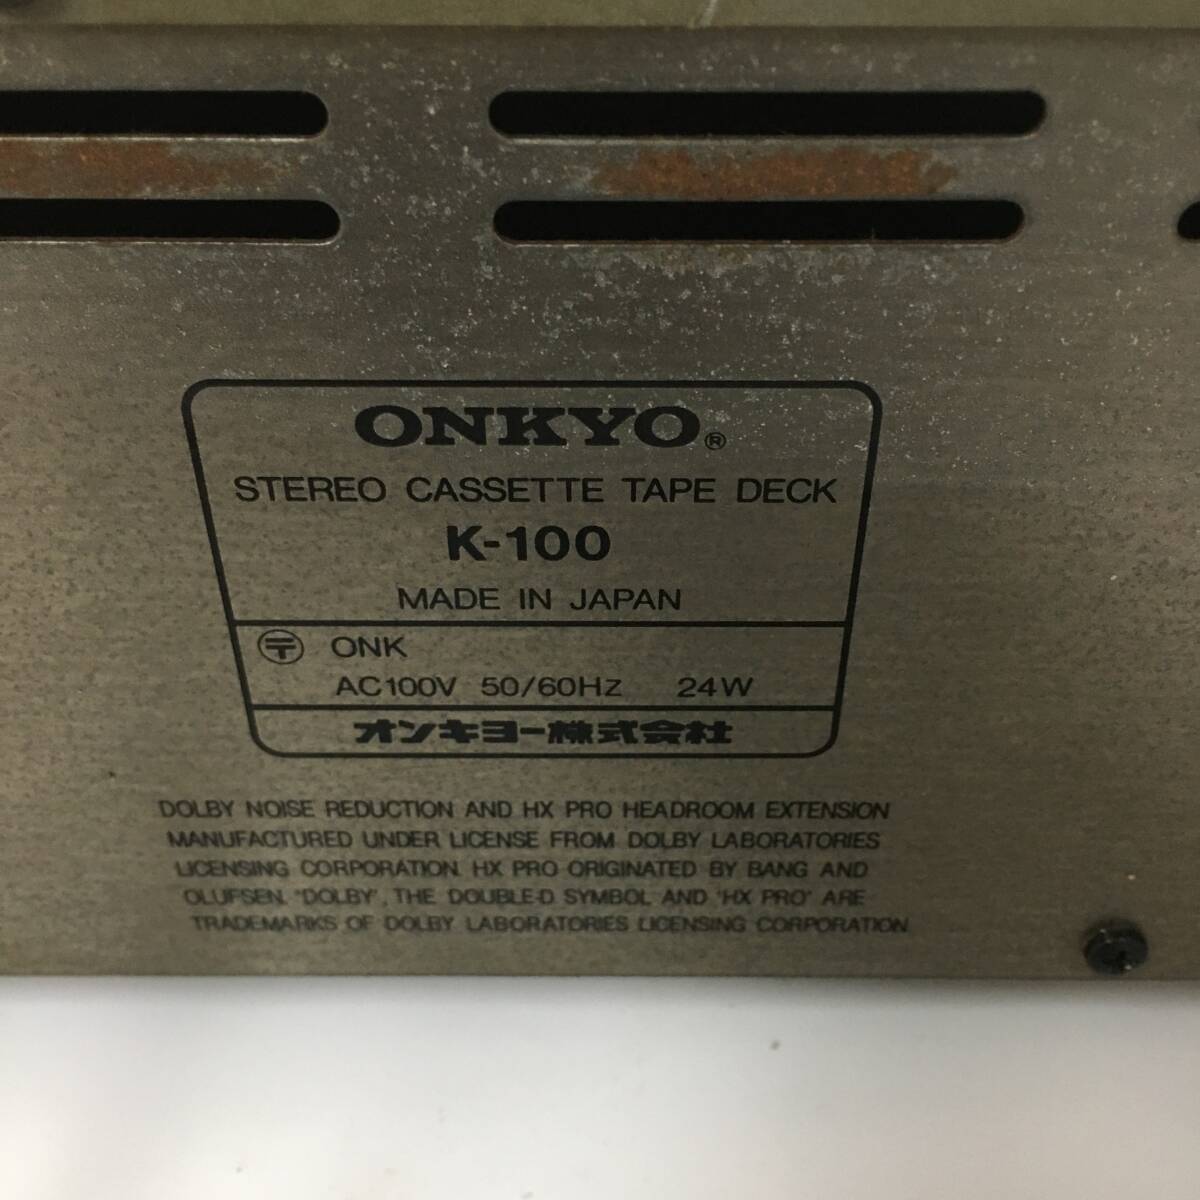 ONKYO®
STEREO CASSETTE TAPE DECK
K-100
MADE IN JAPAN
〒 ONK
AC100V 50/60Hz 24W
オンキヨー株式会社
DOLBY NOISE REDUCTION AND HX PRO HEADROOM EXTENSION
MANUFACTURED UNDER LICENSE FROM DOLBY LABORATORIES
LICENSING CORPORATION. HX PRO ORIGINATED BY BANG AND
OLUFSEN. "DOLBY", THE DOUBLE-D SYMBOL AND "HX PRO" ARE
TRADEMARKS OF DOLBY LABORATORIES LICENSING CORPORATION.